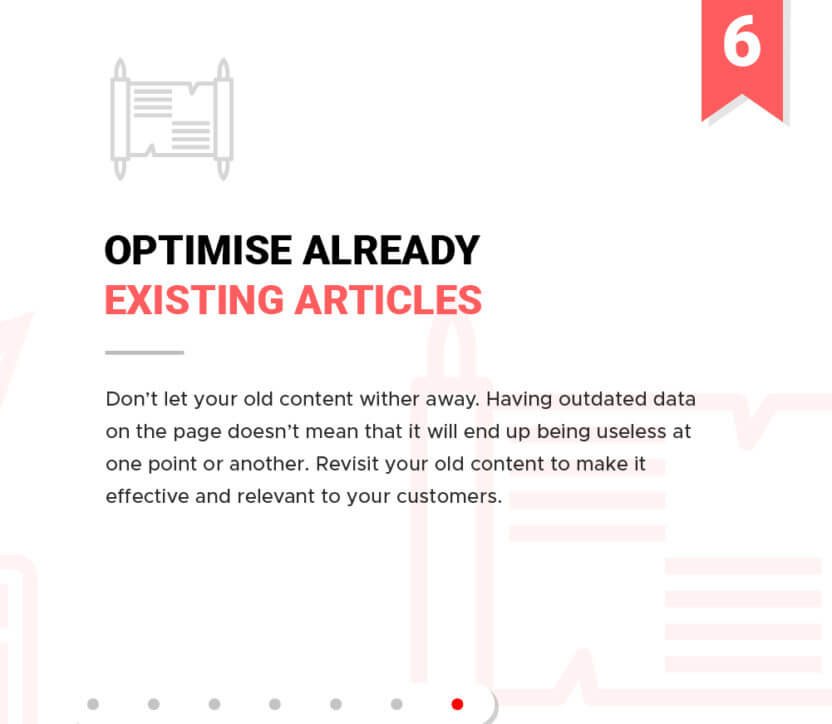 6
OPTIMISE ALREADY
EXISTING ARTICLES
Don’t let your old content wither away. Having outdated data
on the page doesn’t mean that it will end up being useless at
one point or another. Revisit your old content to make it
effective and relevant to your customers.